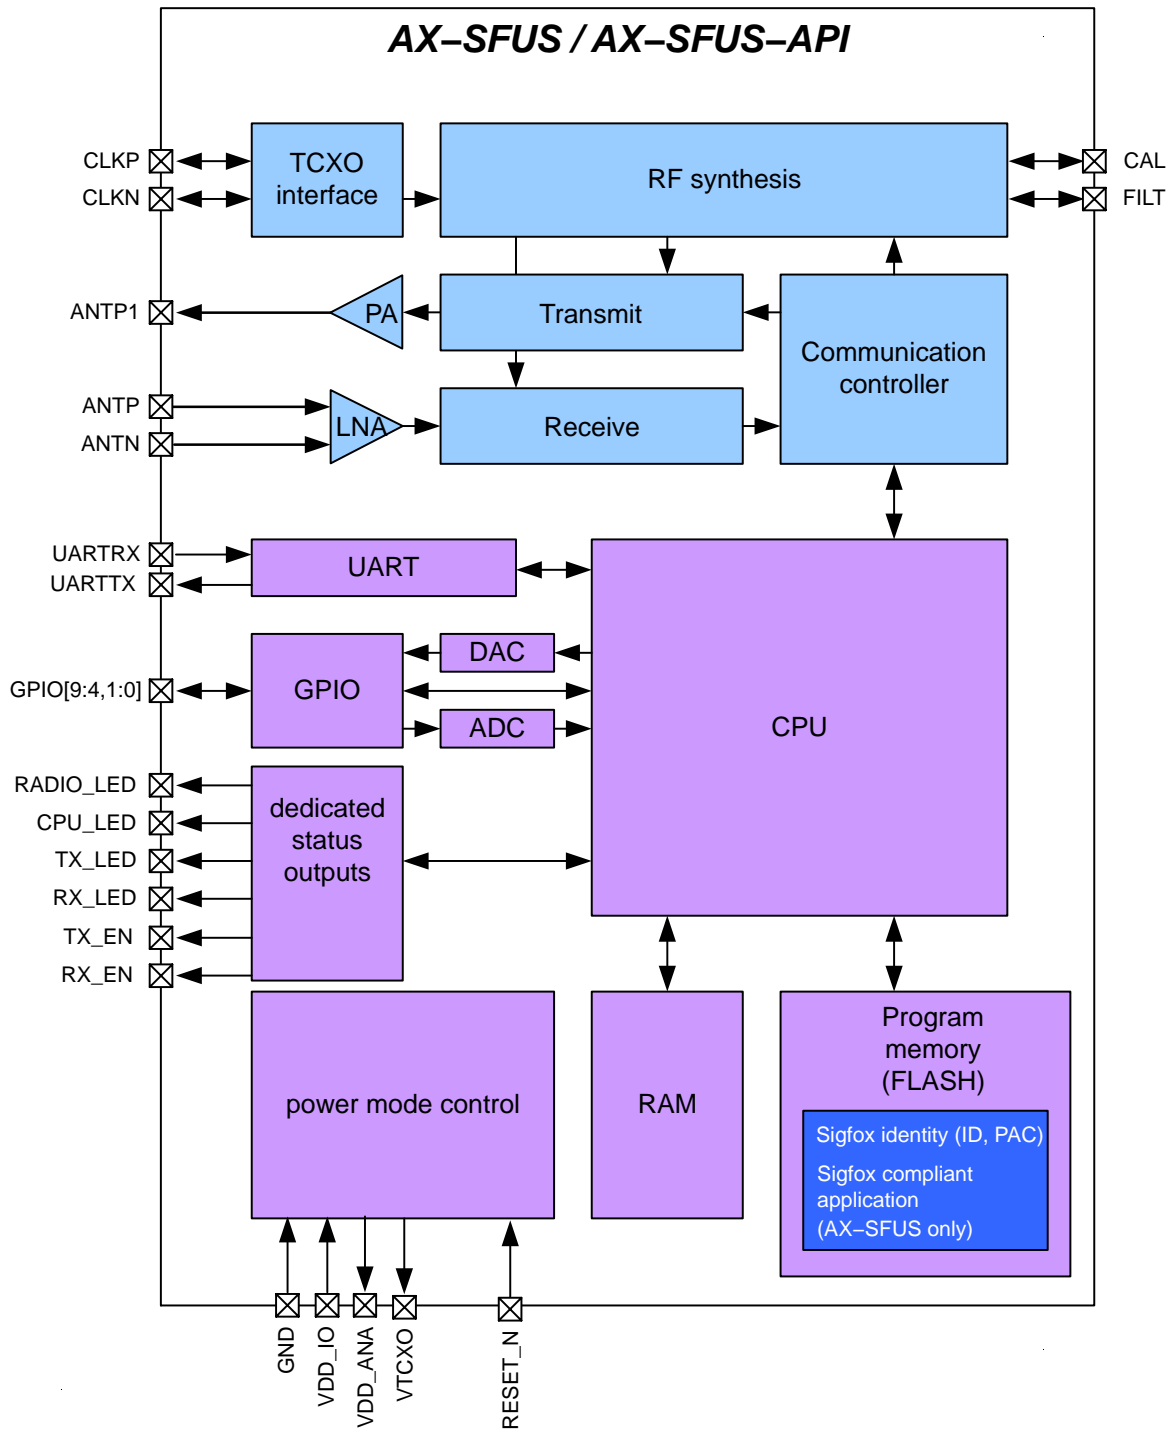 AX–SFUS / AX–SFUS–API
CLKP
CLKN
TCXO
interface
RF synthesis
CAL
FILT
ANTP1
PA
Transmit
Communication
controller
ANTP
ANTN
LNA
Receive
UARTRX
UARTTX
UART
GPIO[9:4,1:0]
GPIO
DAC
ADC
CPU
RADIO_LED
CPU_LED
TX_LED
RX_LED
TX_EN
RX_EN
dedicated
status
outputs
power mode control
RAM
Program
memory
(FLASH)
Sigfox identity (ID, PAC)
Sigfox compliant
application
(AX–SFUS only)
GND
VDD_IO
VDD_ANA
VTCXO
RESET_N